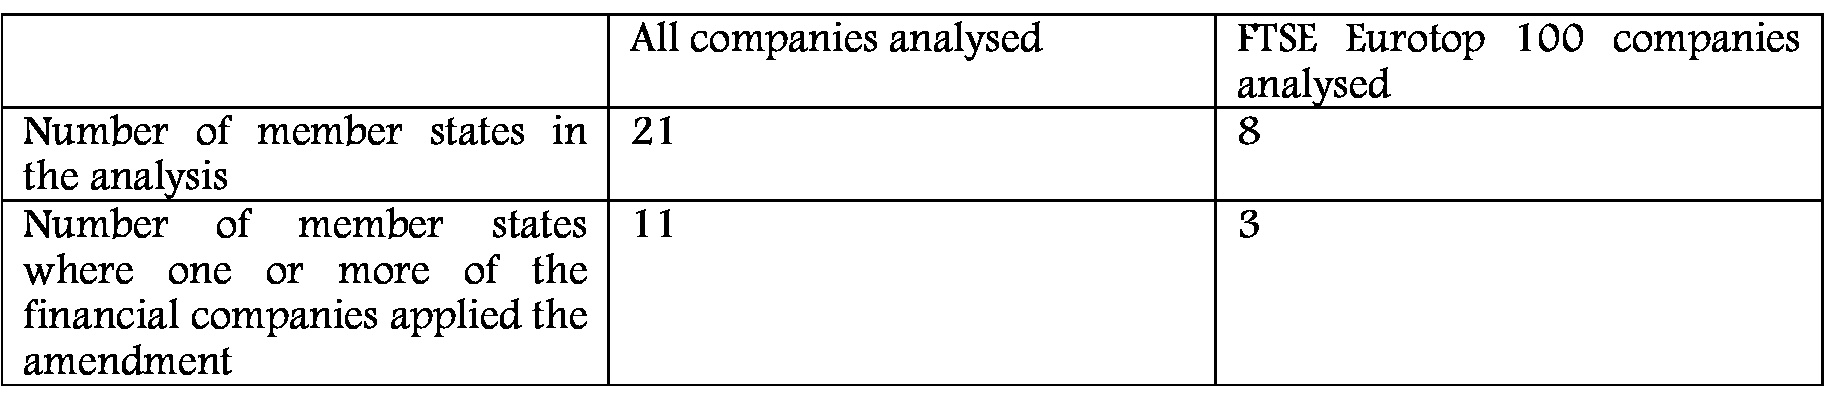 All companies analysed
FTSE Eurotop 100 companies
analysed
Number of member states in
the analysis
21
8
Number of member states
where one or more of the
financial companies applied the
amendment
11
3